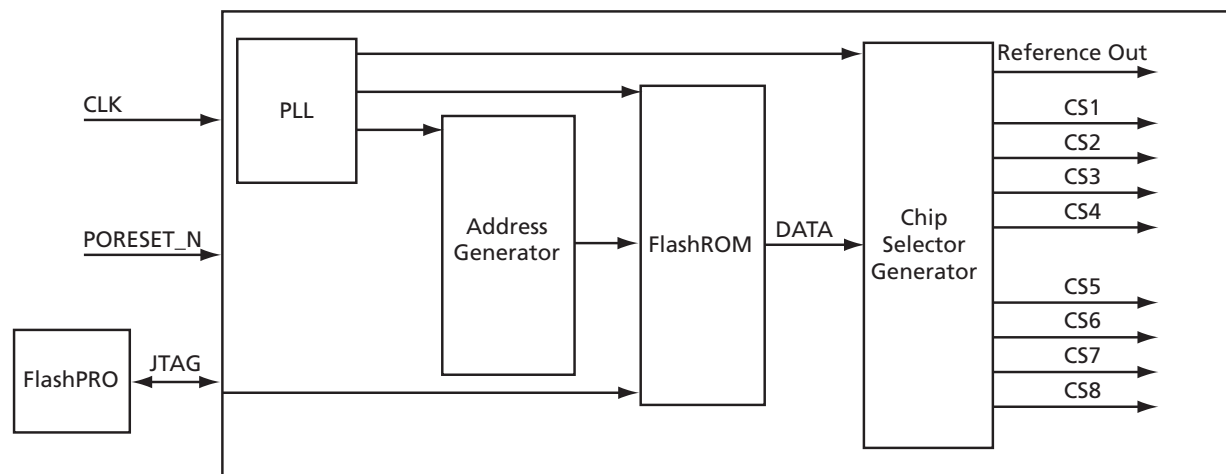 CLK
PORESET_N
FlashPRO
JTAG
PLL
Address
Generator
FlashROM
DATA
Chip
Selector
Generator
Reference Out
CS1
CS2
CS3
CS4
CS5
CS6
CS7
CS8